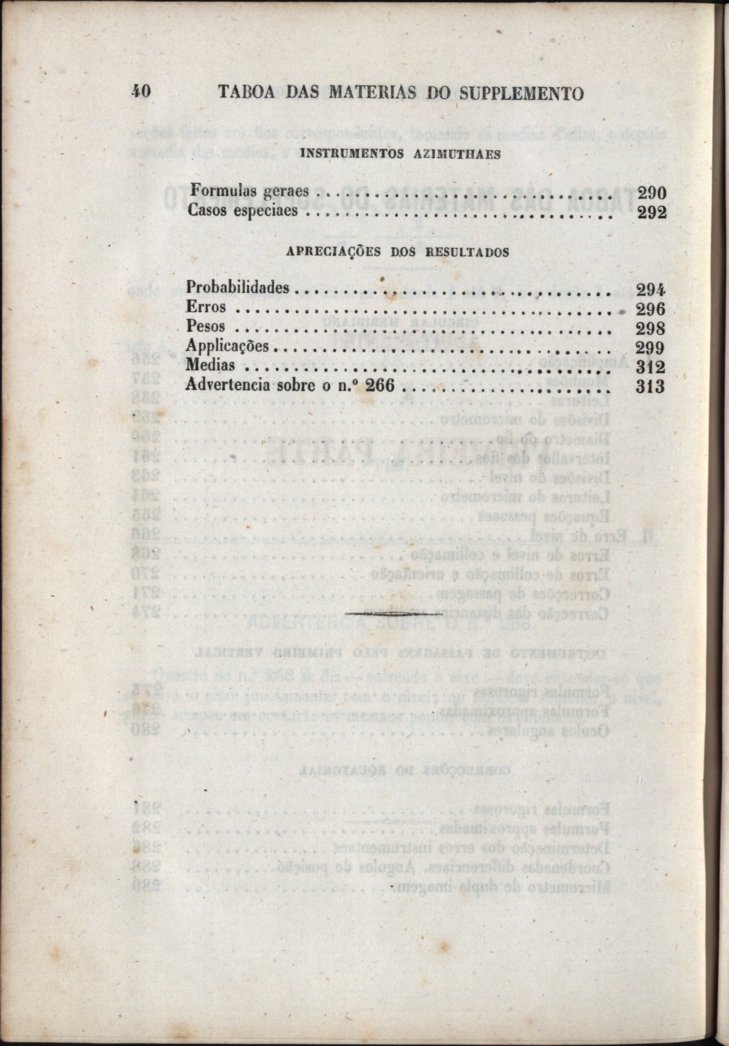 40 TABOA DAS MATERIAS DO SUPPLEMENTO
INSTRUMENTOS AZIMUTHAES
Formulas geraes ................................ 290
Casos especiaes ................................ 292
APRECIAÇÕES DOS RESULTADOS
Probabilidades ................................ 294
Erros ................................ 296
Pesos ................................ 298
Applicações ................................ 299
Medias ................................ 312
Advertencia sobre o n.º 266 ................................ 313